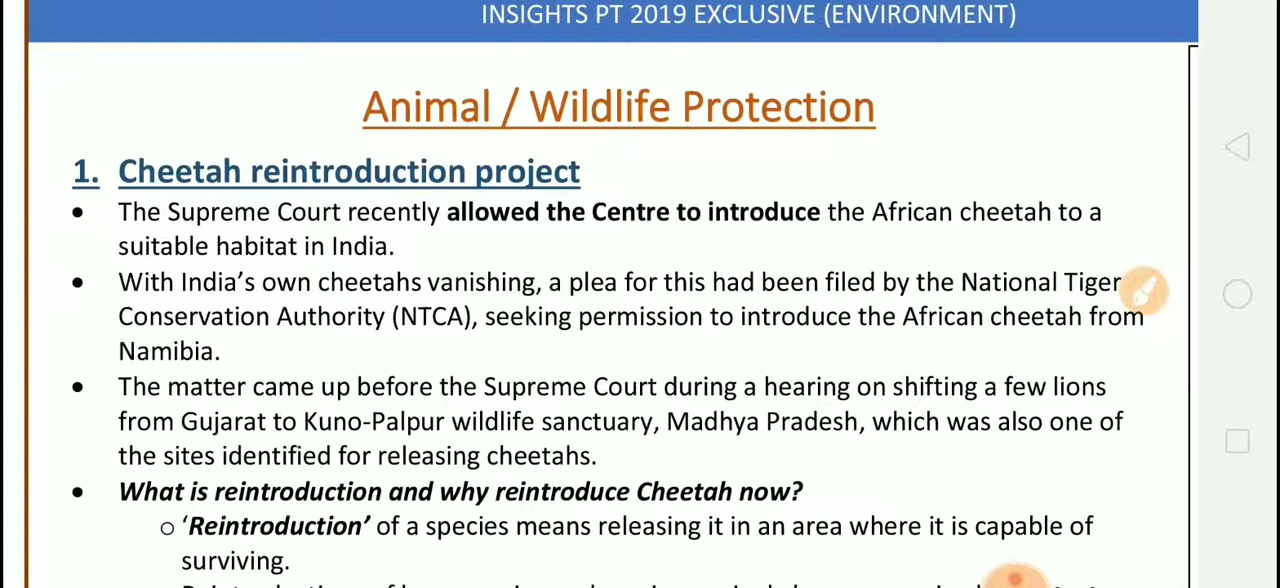 INSIGHTS PT 2019 EXCLUSIVE (ENVIRONMENT)
Animal / Wildlife Protection
1. Cheetah reintroduction project
• The Supreme Court recently allowed the Centre to introduce the African cheetah to a
suitable habitat in India.
• With India’s own cheetahs vanishing, a plea for this had been filed by the National Tiger
Conservation Authority (NTCA), seeking permission to introduce the African cheetah from
Namibia.
• The matter came up before the Supreme Court during a hearing on shifting a few lions
from Gujarat to Kuno-Palpur wildlife sanctuary, Madhya Pradesh, which was also one of
the sites identified for releasing cheetahs.
• What is reintroduction and why reintroduce Cheetah now?
o ‘Reintroduction’ of a species means releasing it in an area where it is capable of
surviving.